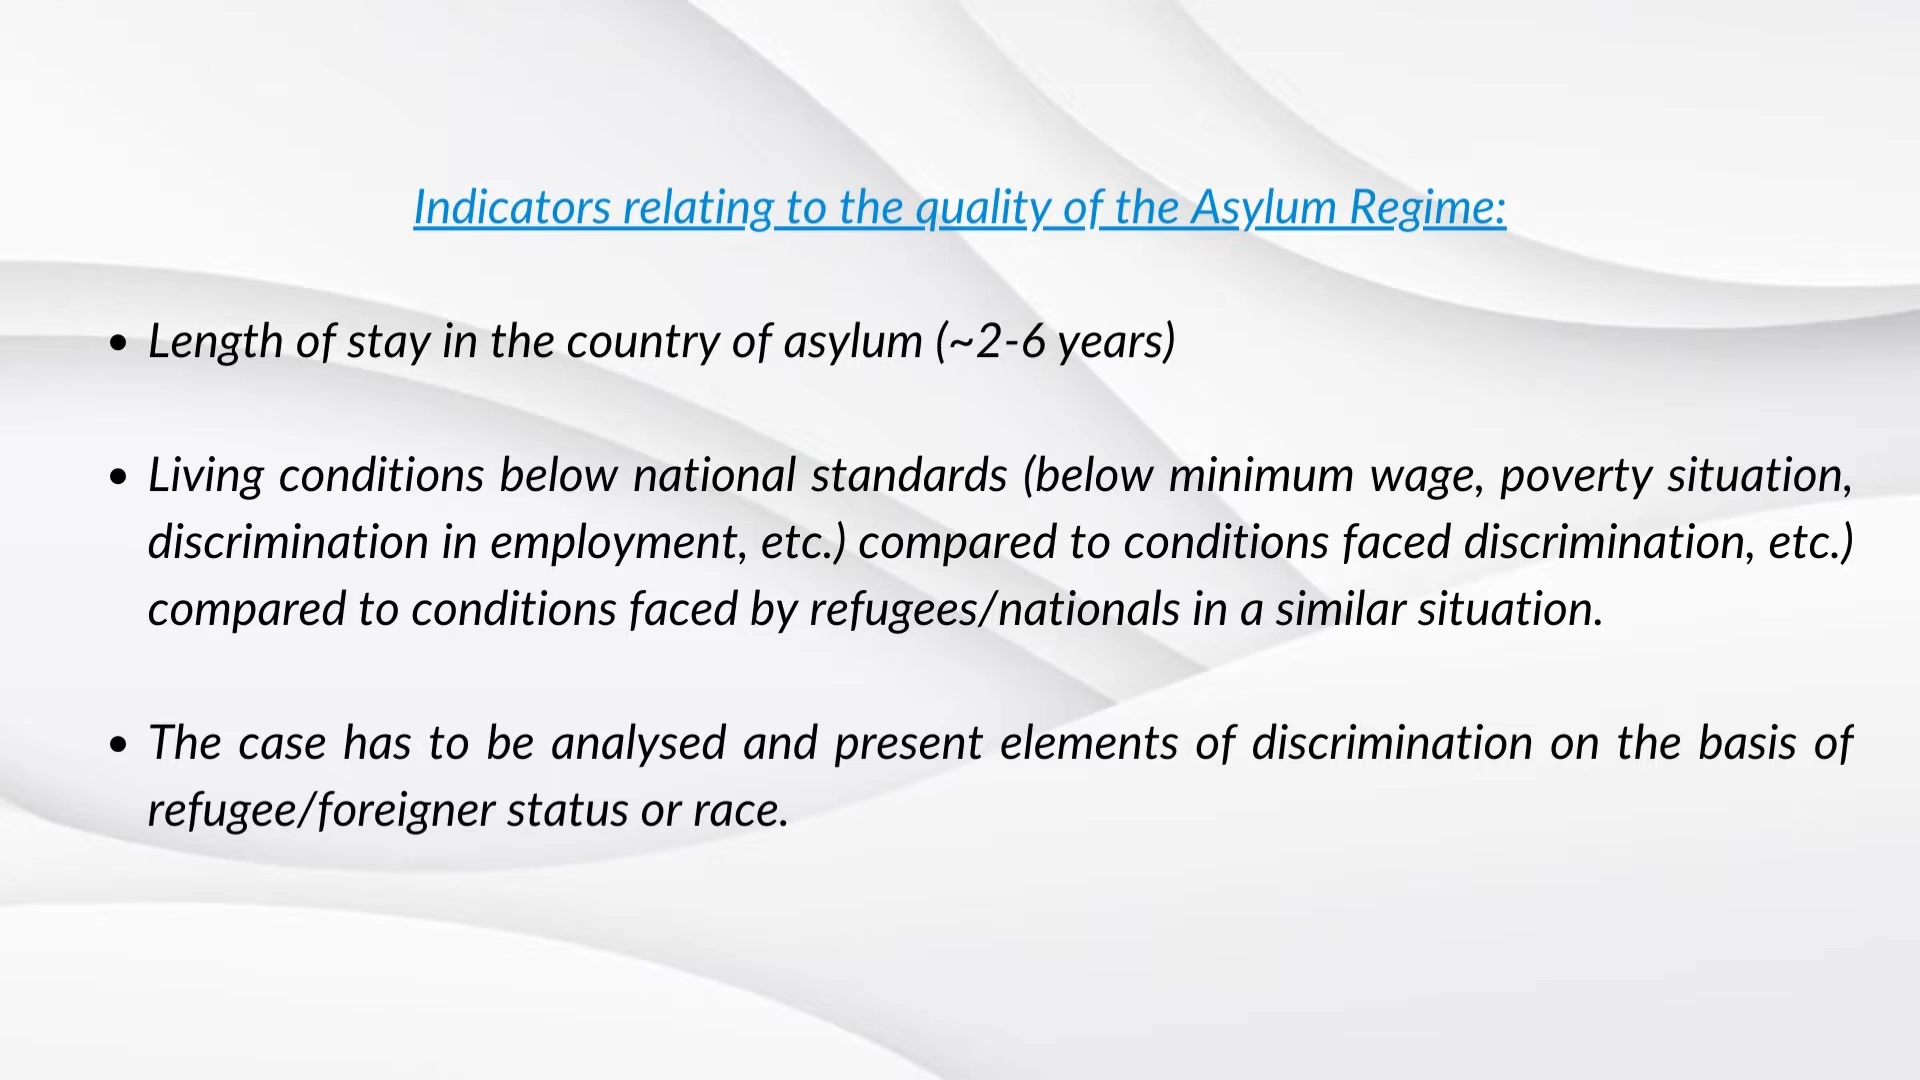 Indicators relating to the quality of the Asylum Regime:
• Length of stay in the country of asylum (~2-6 years)
• Living conditions below national standards (below minimum wage, poverty situation,
discrimination in employment, etc.) compared to conditions faced discrimination, etc.)
compared to conditions faced by refugees/nationals in a similar situation.
• The case has to be analysed and present elements of discrimination on the basis of
refugee/foreigner status or race.